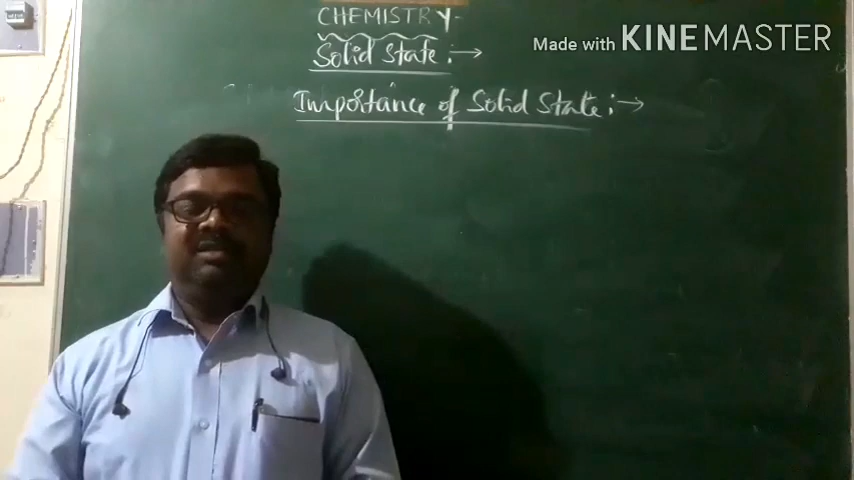 CHEMISTRY-
Solid State :→
Importance of Solid State :→
Made with KINEMASTER